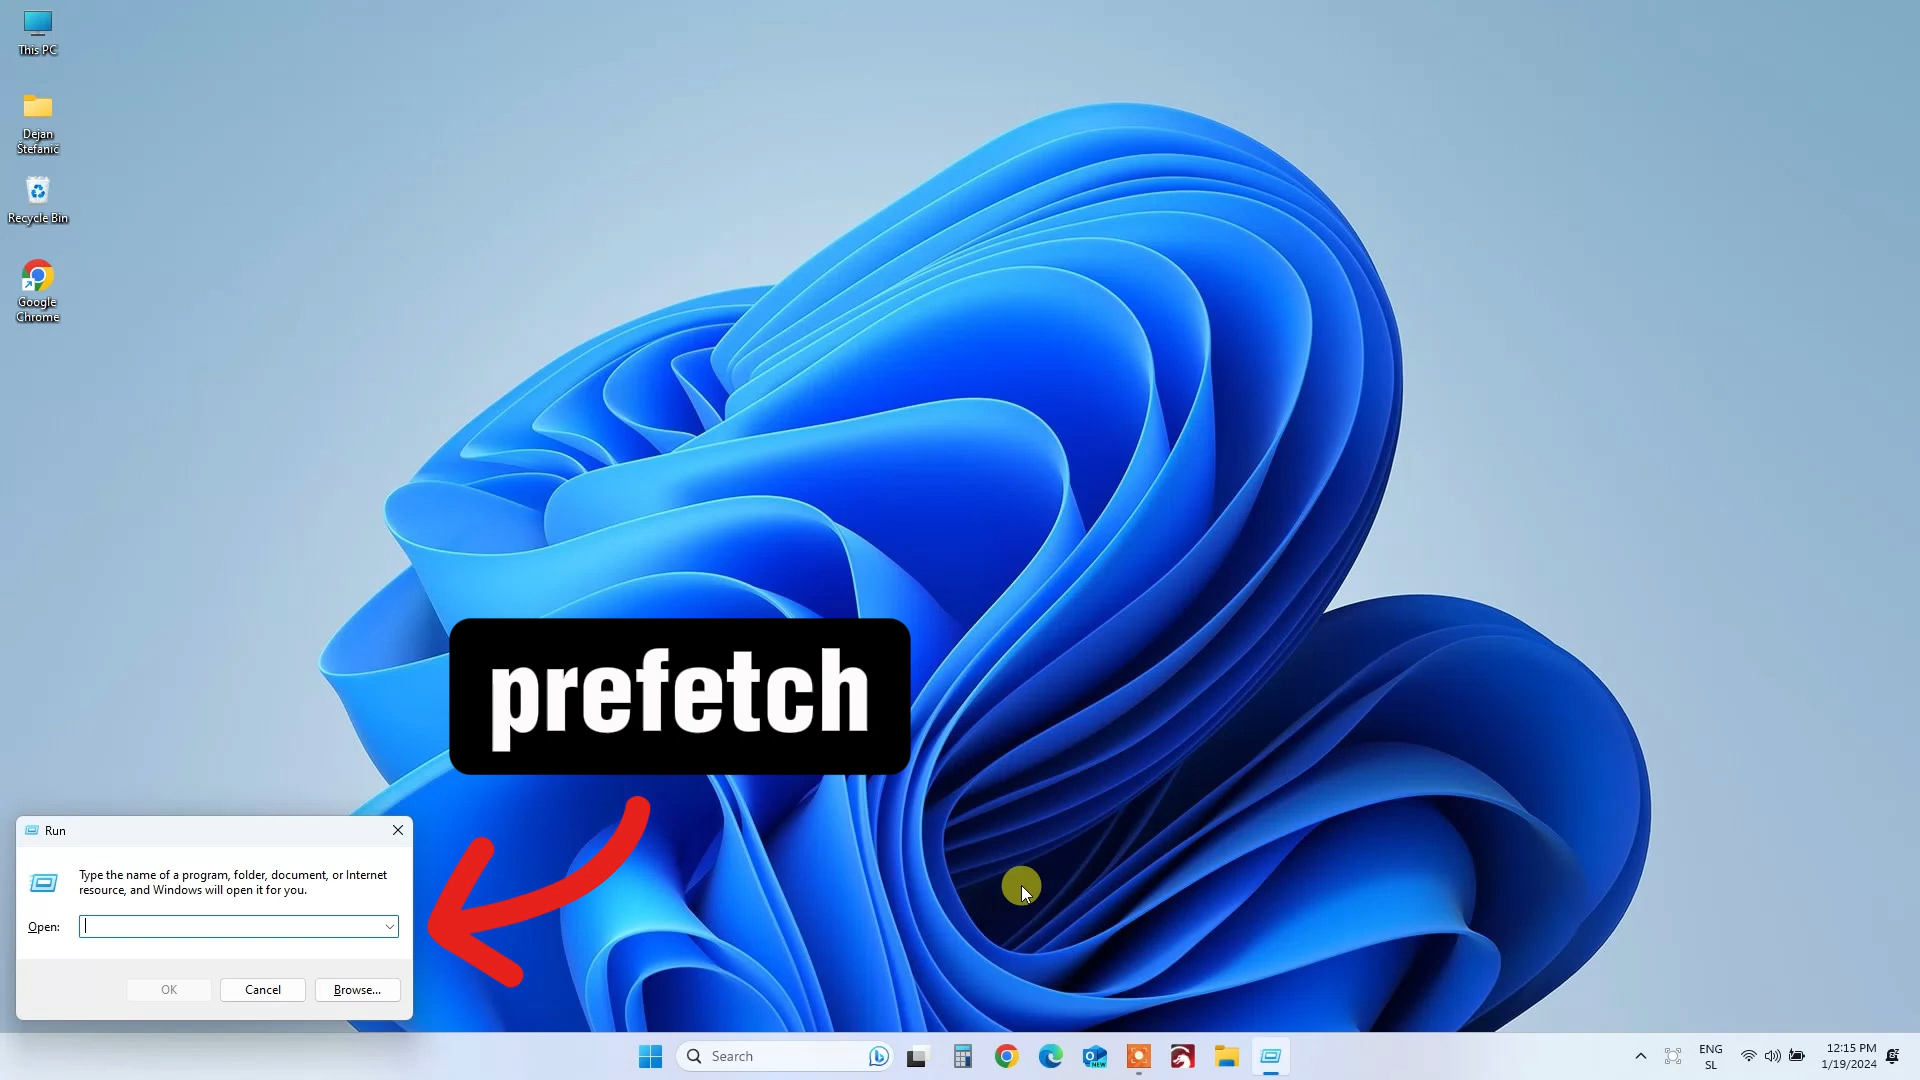 This PC
Dejan
Štefanić
Recycle Bin
Google
Chrome
prefetch
Run
Type the name of a program, folder, document, or Internet
resource, and Windows will open it for you.
Open:
OK
Cancel
Browse...
Search
NEW
ENG
SL
12:15 PM
1/19/2024